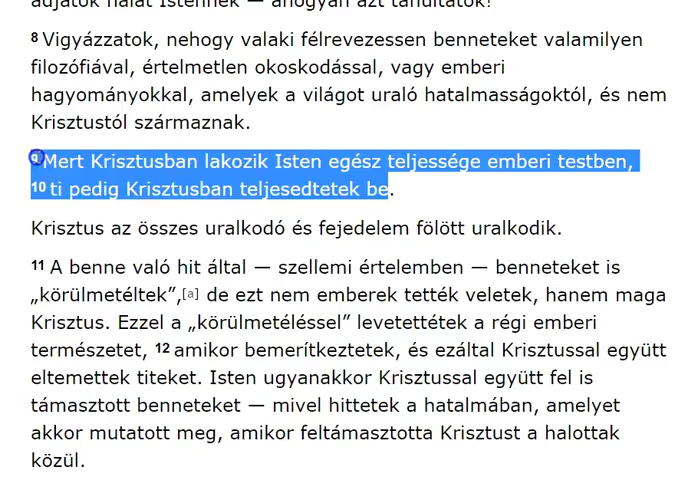 adjatok hálát Istennek — ahogyan azt tanultátok!
8 Vigyázzatok, nehogy valaki félrevezessen benneteket valamilyen
filozófiával, értelmetlen okoskodással, vagy emberi
hagyományokkal, amelyek a világot uraló hatalmasságoktól, és nem
Krisztustól származnak.
9 Mert Krisztusban lakozik Isten egész teljessége emberi testben,
10 ti pedig Krisztusban teljesedtetek be.
Krisztus az összes uralkodó és fejedelem fölött uralkodik.
11 A benne való hit által — szellemi értelemben — benneteket is
„körülmetéltek”,[a] de ezt nem emberek tették veletek, hanem maga
Krisztus. Ezzel a „körülmetéléssel” levetettétek a régi emberi
természetet, 12 amikor bemerítkeztetek, és ezáltal Krisztussal együtt
eltemettek titeket. Isten ugyanakkor Krisztussal együtt fel is
támasztott benneteket — mivel hittetek a hatalmában, amelyet
akkor mutatott meg, amikor feltámasztotta Krisztust a halottak
közül.